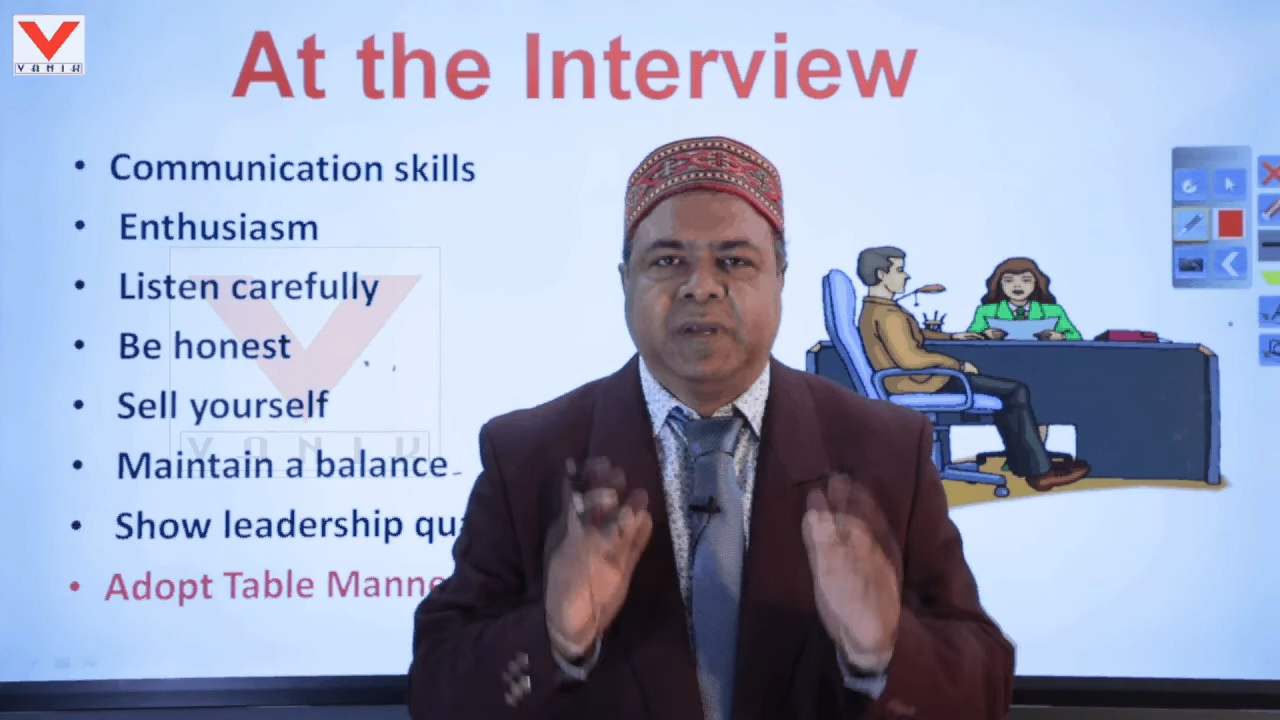 VANIK
At the Interview
• Communication skills
• Enthusiasm
• Listen carefully
• Be honest
• Sell yourself
• Maintain a balance
• Show leadership
• Adopt Table
VANIK